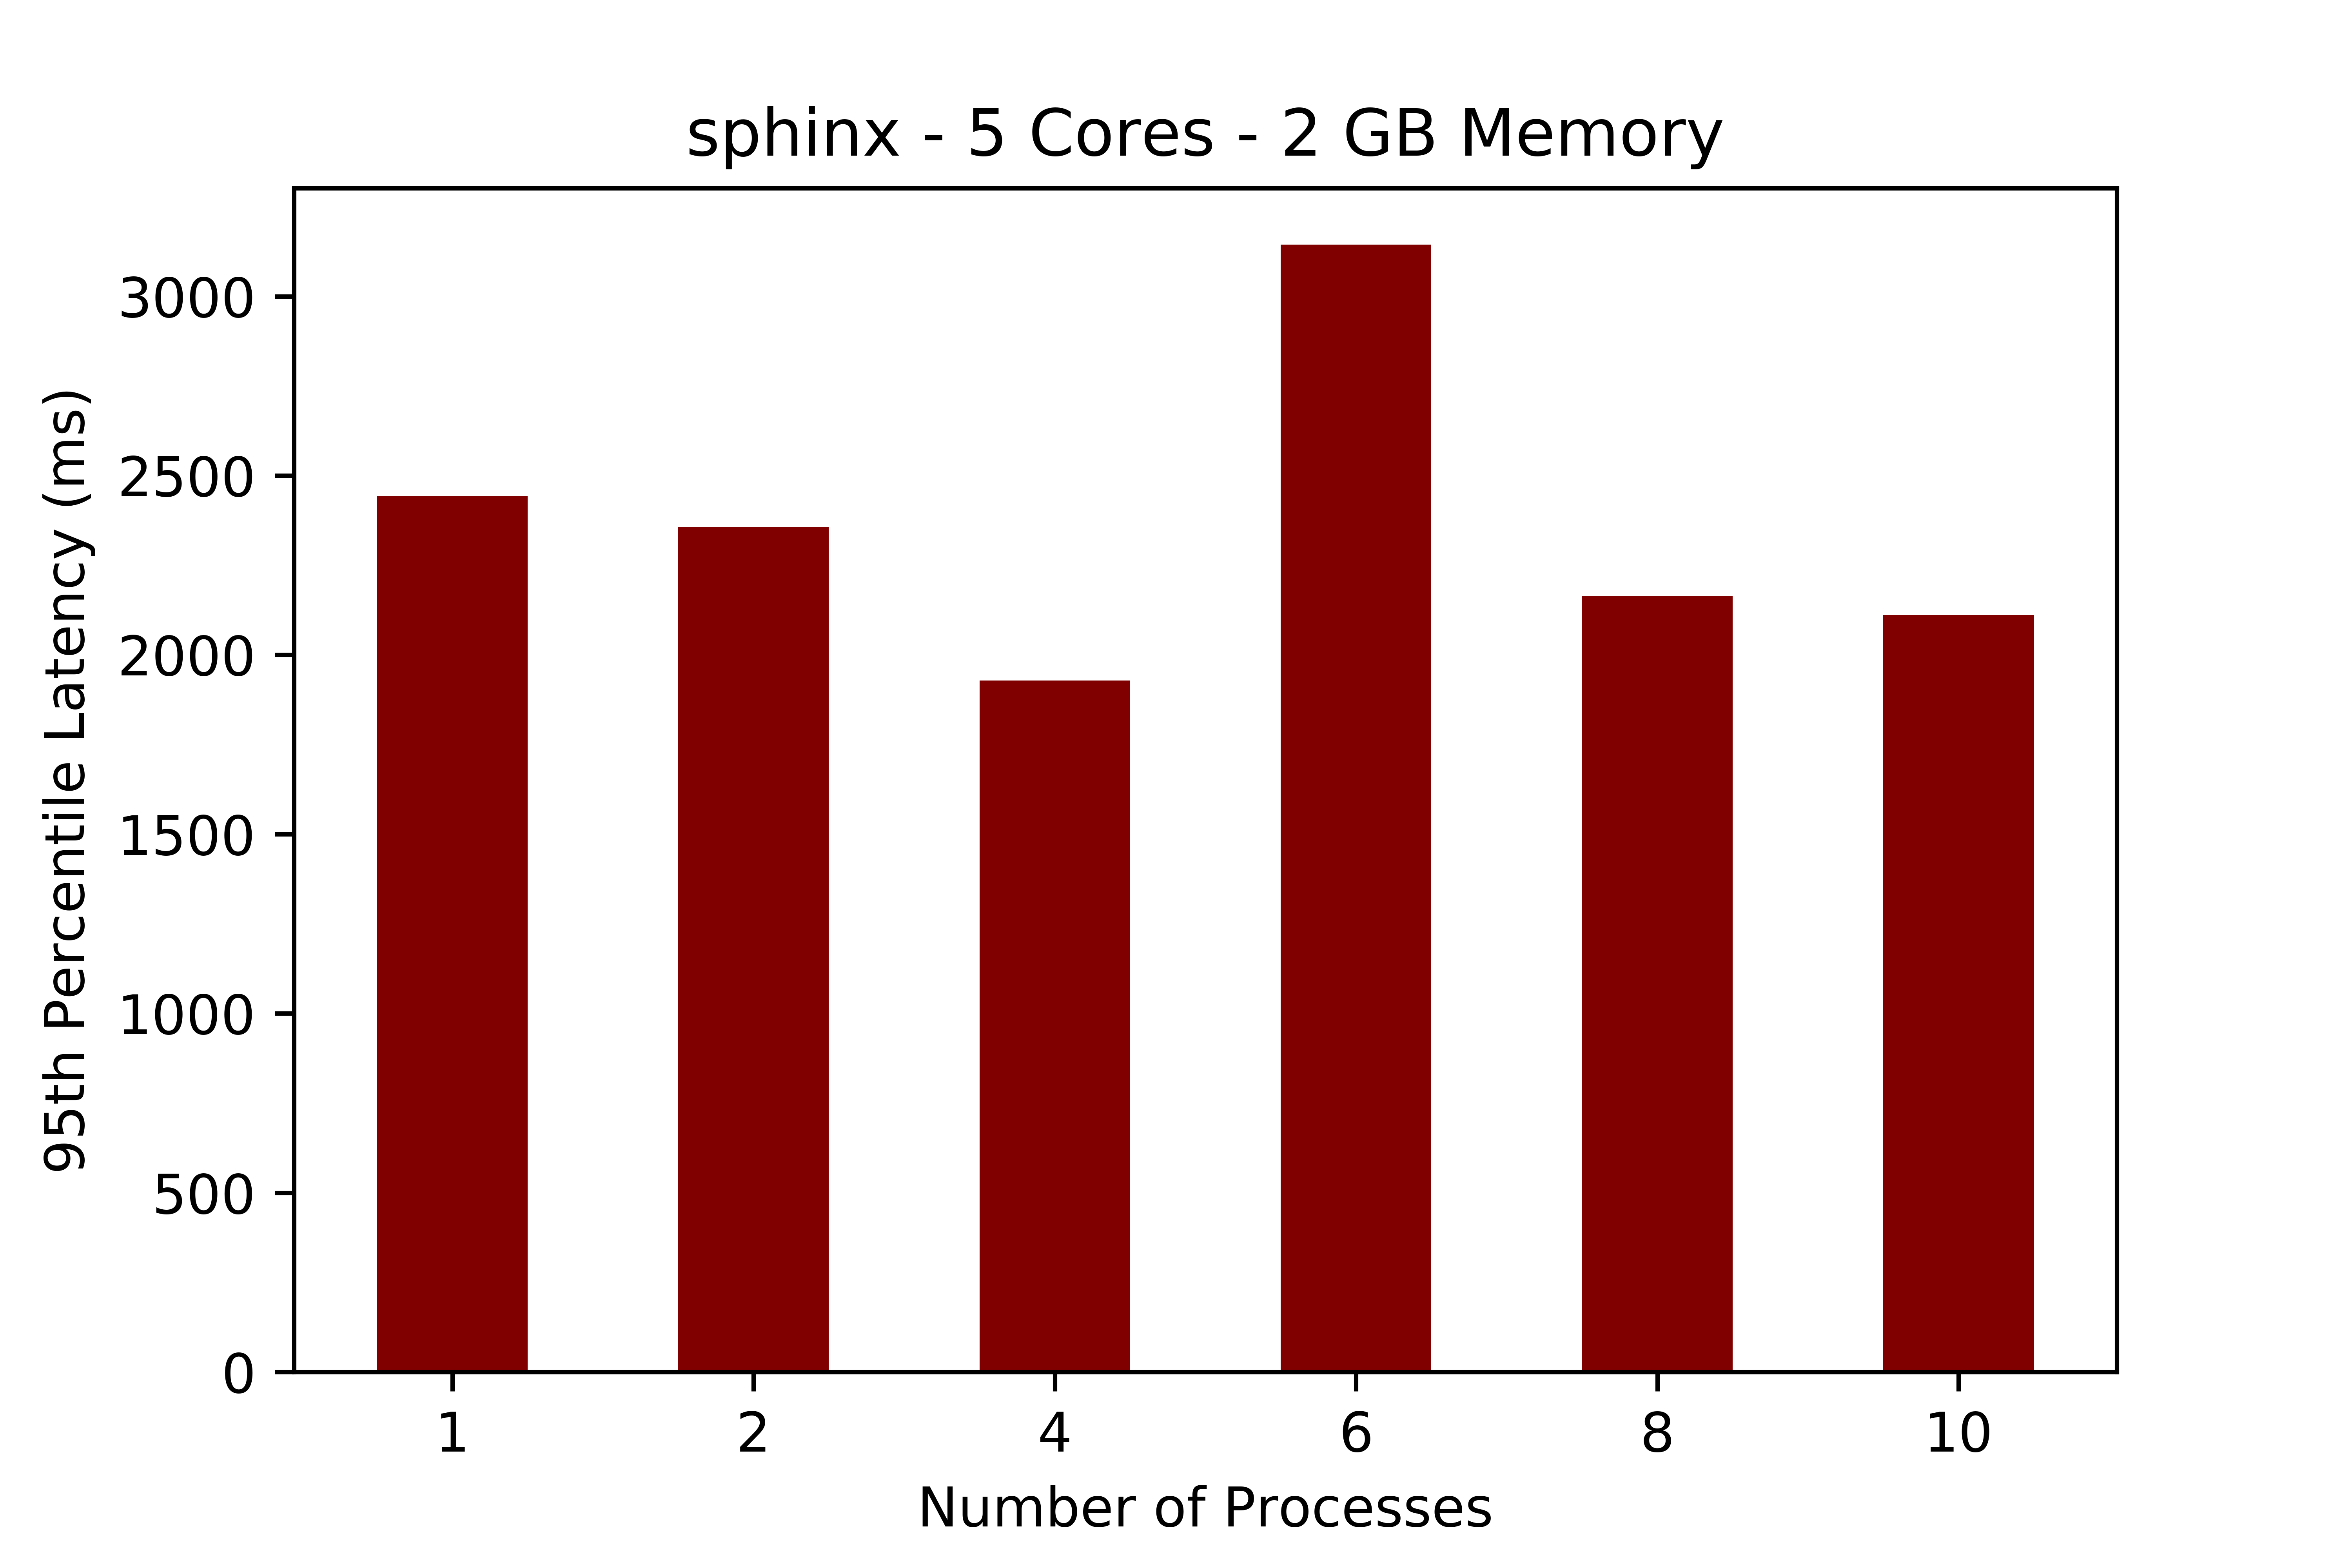 sphinx - 5 Cores - 2 GB Memory
95th Percentile Latency (ms)
3000
2500
2000
1500
1000
500
0
1 2 4 6 8 10
Number of Processes